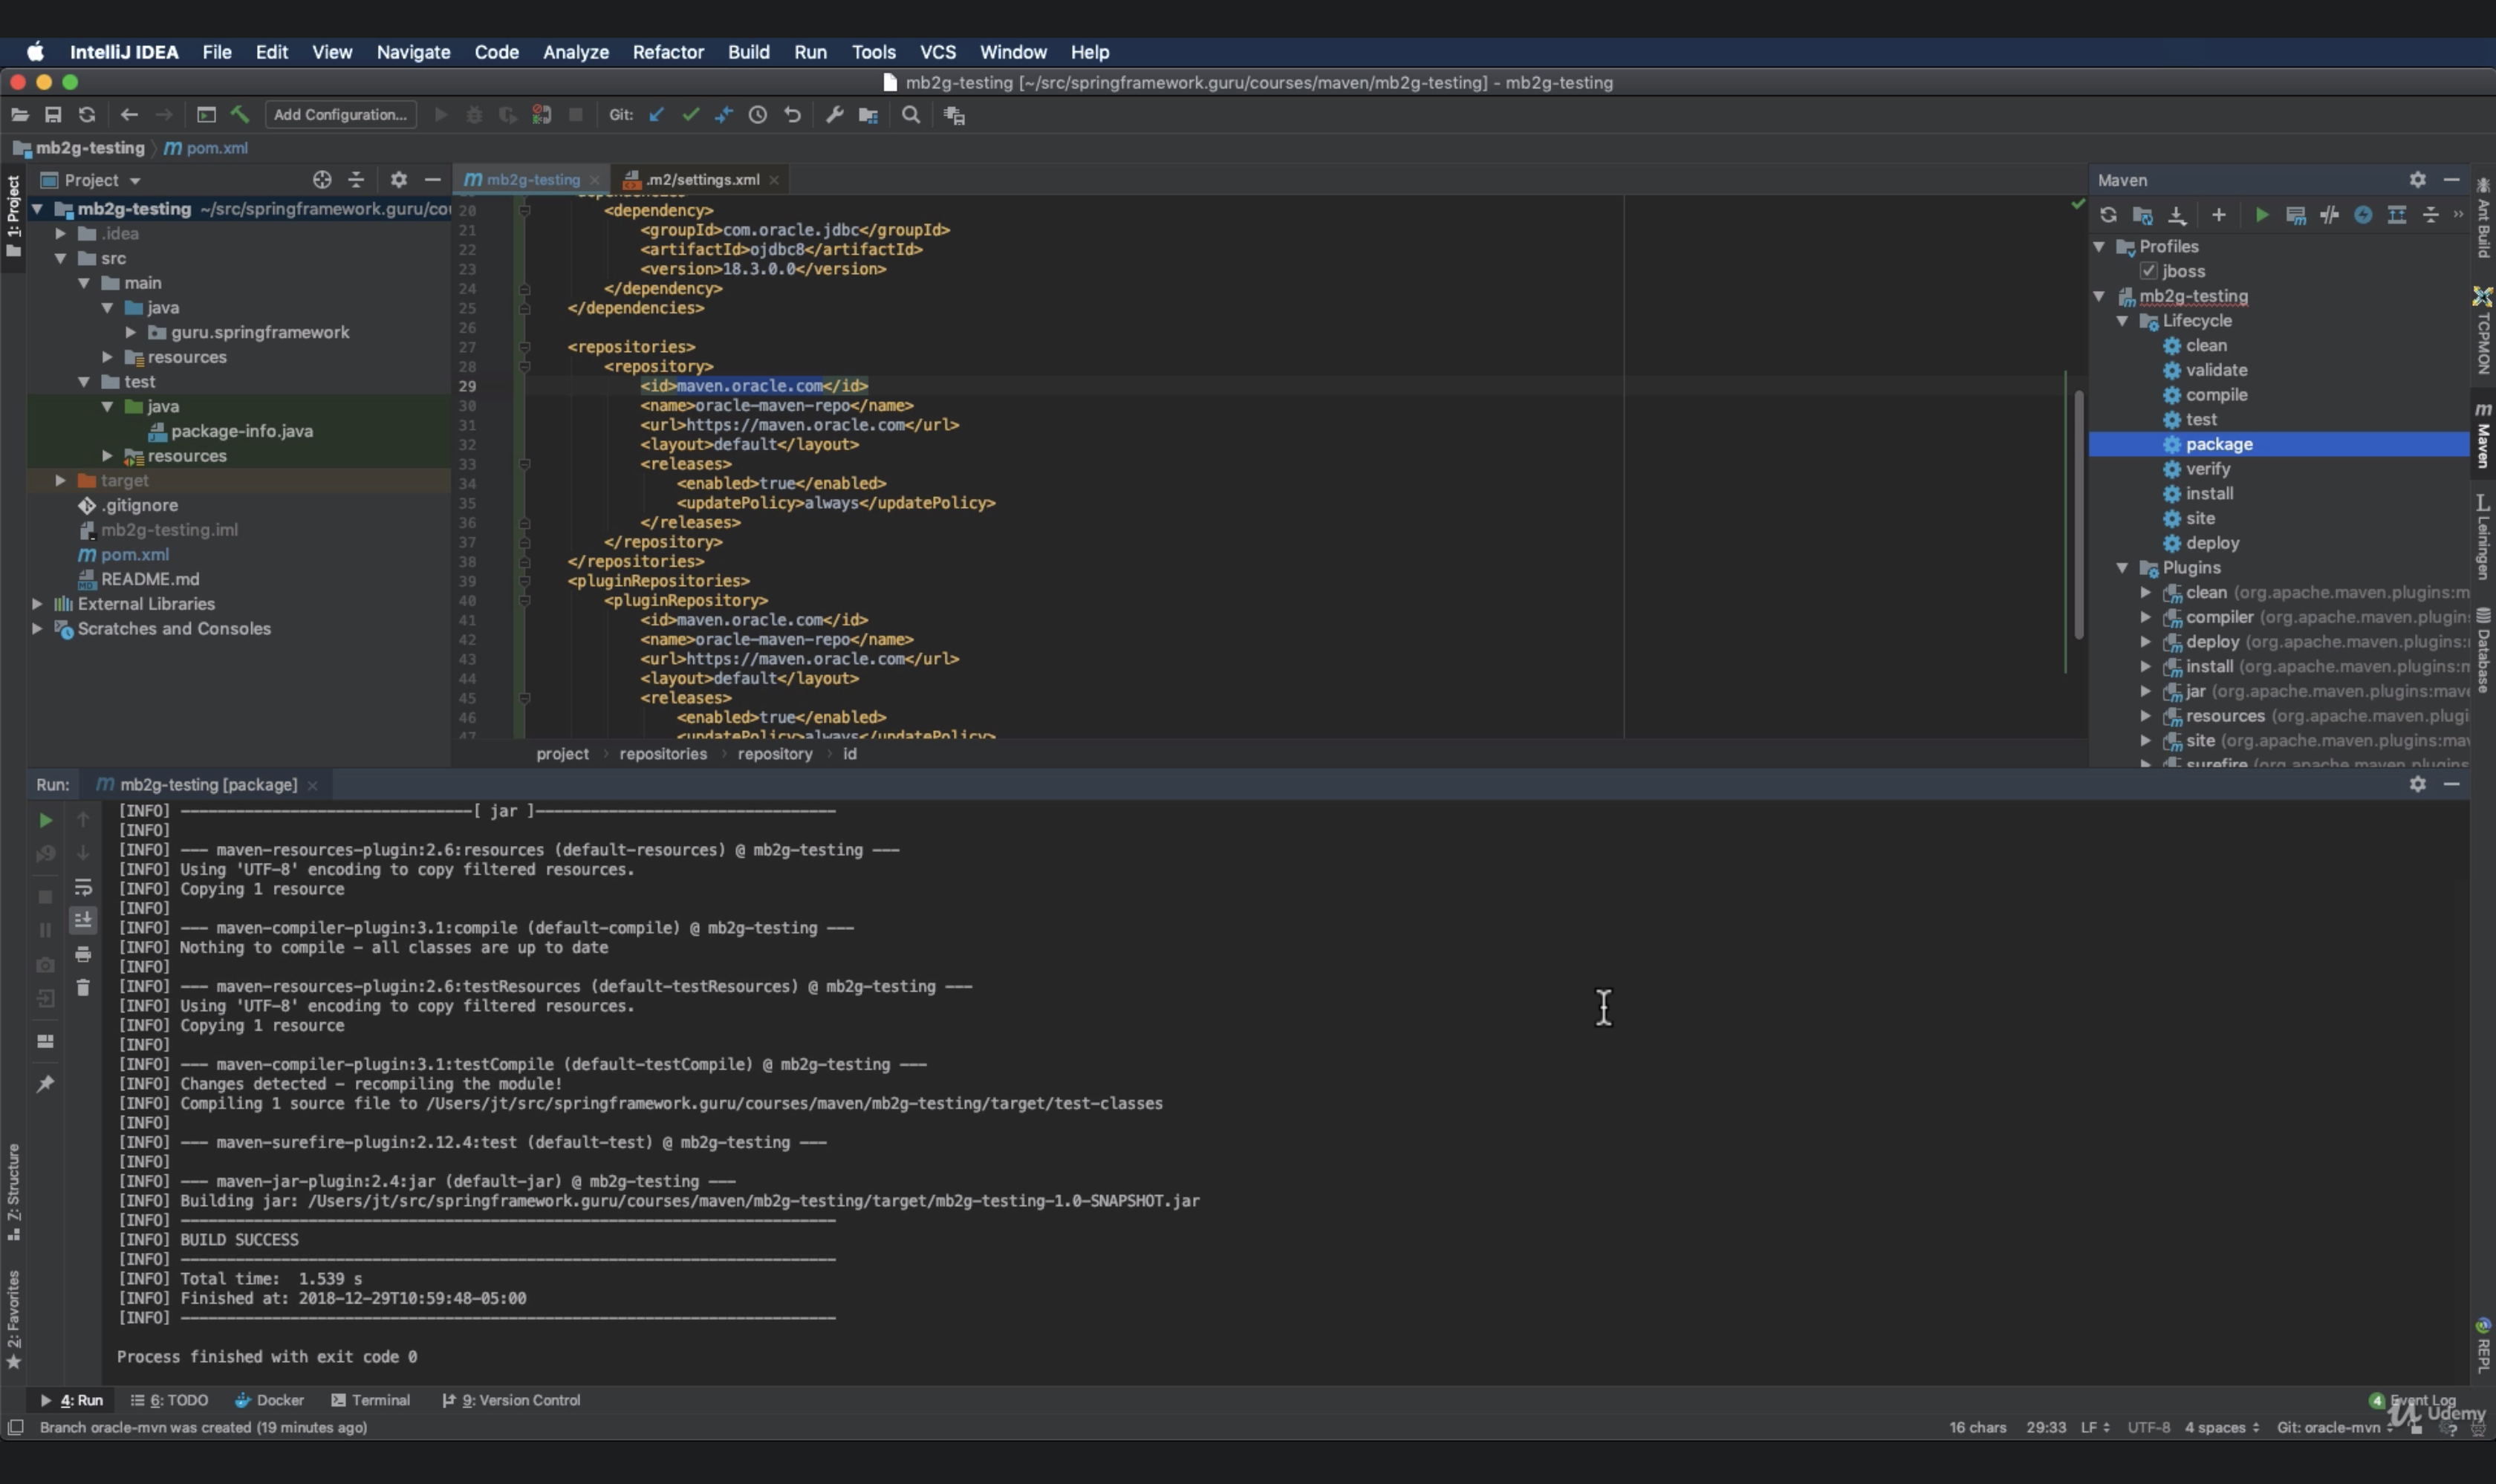 IntelliJ IDEA File Edit View Navigate Code Analyze Refactor Build Run Tools VCS Window Help
mb2g-testing [~/src/springframework.guru/courses/maven/mb2g-testing] - mb2g-testing
Add Configuration...
Git:
mb2g-testing
pom.xml
1: Project
Project
mb2g-testing ~/src/springframework.guru/cou
.idea
src
main
java
guru.springframework
resources
test
java
package-info.java
resources
target
.gitignore
mb2g-testing.iml
pom.xml
README.md
External Libraries
Scratches and Consoles
mb2g-testing
.m2/settings.xml
20 <dependency>
21 <groupId>com.oracle.jdbc</groupId>
22 <artifactId>ojdbc8</artifactId>
23 <version>18.3.0.0</version>
24 </dependency>
25 </dependencies>
26
27 <repositories>
28 <repository>
29 <id>maven.oracle.com</id>
30 <name>oracle-maven-repo</name>
31 <url>https://maven.oracle.com</url>
32 <layout>default</layout>
33 <releases>
34 <enabled>true</enabled>
35 <updatePolicy>always</updatePolicy>
36 </releases>
37 </repository>
38 </repositories>
39 <pluginRepositories>
40 <pluginRepository>
41 <id>maven.oracle.com</id>
42 <name>oracle-maven-repo</name>
43 <url>https://maven.oracle.com</url>
44 <layout>default</layout>
45 <releases>
46 <enabled>true</enabled>
47 <updatePolicy>always</updatePolicy>
project repositories repository id
Maven
Profiles
jboss
mb2g-testing
Lifecycle
clean
validate
compile
test
package
verify
install
site
deploy
Plugins
clean (org.apache.maven.plugins:m
compiler (org.apache.maven.plugin:
deploy (org.apache.maven.plugins:
install (org.apache.maven.plugins:m
jar (org.apache.maven.plugins:mave
resources (org.apache.maven.plugi
site (org.apache.maven.plugins:mav
surefire (org.apache.maven.plugins:
Ant Build
TCPMON
Maven
Leiningen
Database
Run: mb2g-testing [package]
[INFO] --------------------------------[ jar ]---------------------------------
[INFO]
[INFO] --- maven-resources-plugin:2.6:resources (default-resources) @ mb2g-testing ---
[INFO] Using 'UTF-8' encoding to copy filtered resources.
[INFO] Copying 1 resource
[INFO]
[INFO] --- maven-compiler-plugin:3.1:compile (default-compile) @ mb2g-testing ---
[INFO] Nothing to compile - all classes are up to date
[INFO]
[INFO] --- maven-resources-plugin:2.6:testResources (default-testResources) @ mb2g-testing ---
[INFO] Using 'UTF-8' encoding to copy filtered resources.
[INFO] Copying 1 resource
[INFO]
[INFO] --- maven-compiler-plugin:3.1:testCompile (default-testCompile) @ mb2g-testing ---
[INFO] Changes detected - recompiling the module!
[INFO] Compiling 1 source file to /Users/jt/src/springframework.guru/courses/maven/mb2g-testing/target/test-classes
[INFO]
[INFO] --- maven-surefire-plugin:2.12.4:test (default-test) @ mb2g-testing ---
[INFO]
[INFO] --- maven-jar-plugin:2.4:jar (default-jar) @ mb2g-testing ---
[INFO] Building jar: /Users/jt/src/springframework.guru/courses/maven/mb2g-testing/target/mb2g-testing-1.0-SNAPSHOT.jar
[INFO] ------------------------------------------------------------------------
[INFO] BUILD SUCCESS
[INFO] ------------------------------------------------------------------------
[INFO] Total time:  1.539 s
[INFO] Finished at: 2018-12-29T10:59:48-05:00
[INFO] ------------------------------------------------------------------------
Process finished with exit code 0
Z: Structure
2: Favorites
REPL
4: Run 6: TODO Docker Terminal 9: Version Control
4 Event Log
Udemy
Branch oracle-mvn was created (19 minutes ago)
16 chars 29:33 LF UTF-8 4 spaces Git: oracle-mvn